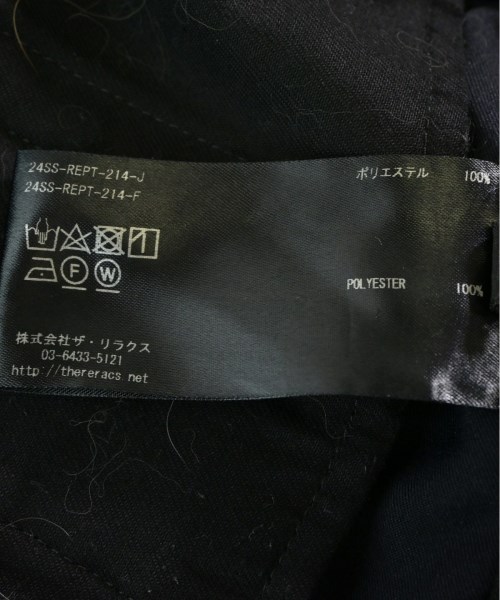 24SS-REPT-214-J
24SS-REPT-214-F
ポリエステル 100%
POLYESTER 100%
F W
株式会社ザ・リラクス
03-6433-5121
http://thereracs.net